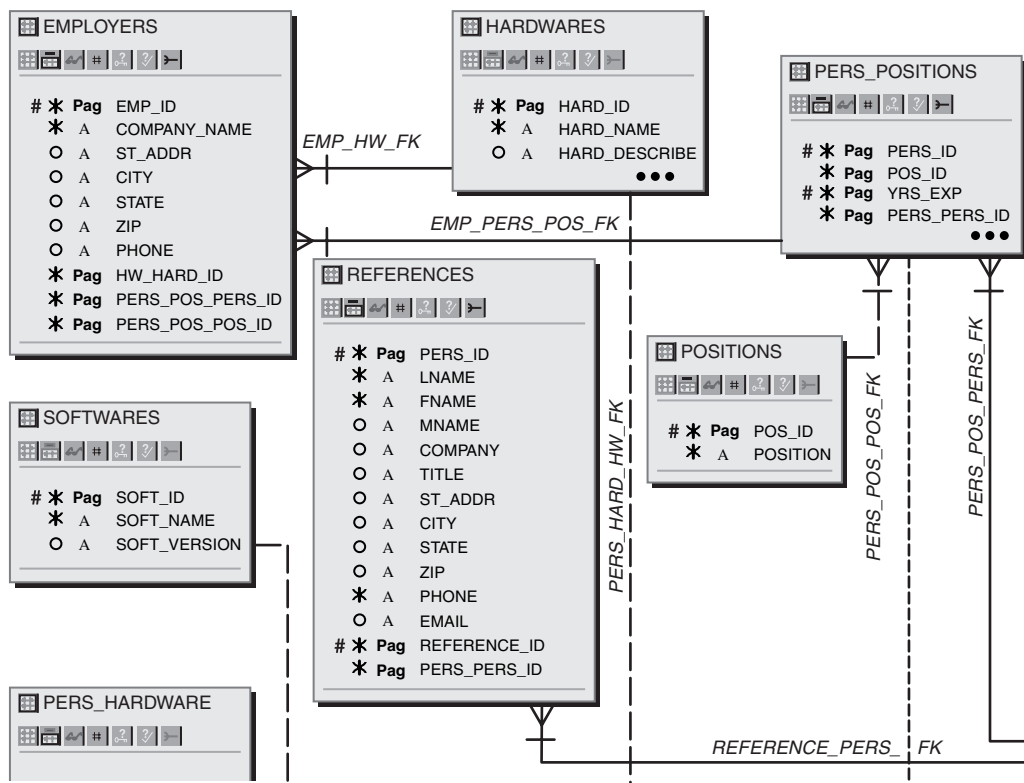 EMPLOYERS
# * Pag EMP_ID
* A COMPANY_NAME
O A ST_ADDR
O A CITY
O A STATE
O A ZIP
O A PHONE
* Pag HW_HARD_ID
* Pag PERS_POS_PERS_ID
* Pag PERS_POS_POS_ID
EMP_HW_FK
HARDWARES
# * Pag HARD_ID
* A HARD_NAME
O A HARD_DESCRIBE
EMP_PERS_POS_FK
PERS_POSITIONS
# * Pag PERS_ID
* Pag POS_ID
# * Pag YRS_EXP
* Pag PERS_PERS_ID
REFERENCES
# * Pag PERS_ID
* A LNAME
* A FNAME
O A MNAME
O A COMPANY
O A TITLE
O A ST_ADDR
O A CITY
O A STATE
O A ZIP
* A PHONE
O A EMAIL
# * Pag REFERENCE_ID
* Pag PERS_PERS_ID
PERS_HARD_HW_FK
POSITIONS
# * Pag POS_ID
* A POSITION
PERS_POS_POS_FK
PERS_POS_PERS_FK
SOFTWARES
# * Pag SOFT_ID
* A SOFT_NAME
O A SOFT_VERSION
PERS_HARDWARE
REFERENCE_PERS_ FK